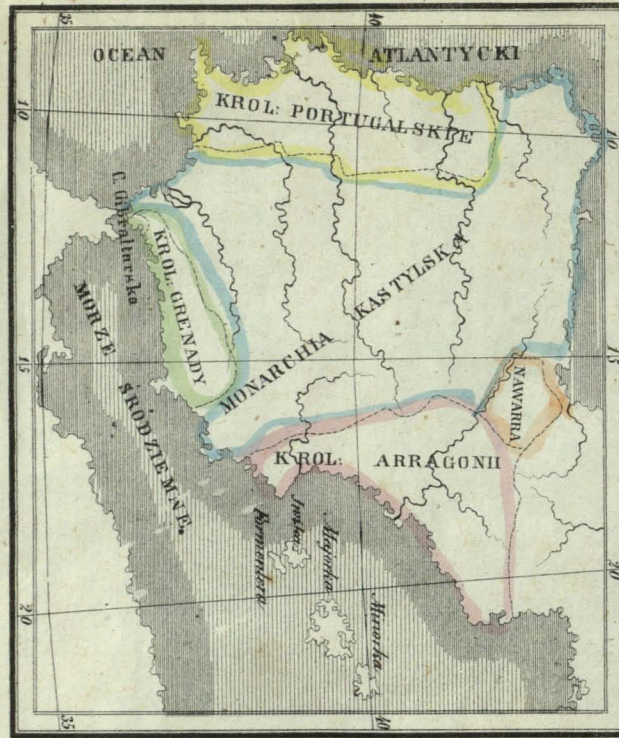 35
40
OCEAN ATLANTYCKI
10
10
KROL: PORTUGALSKIE
C. Gibraltarska
KROL: GRENADY
MONARCHIA KASTYLSKA
MORZE SRODZIEMNE.
15
15
NAWARRA
KROL: ARRAGONII
Iwika
Formentera
Majorka
Minorka
20
20
35
40